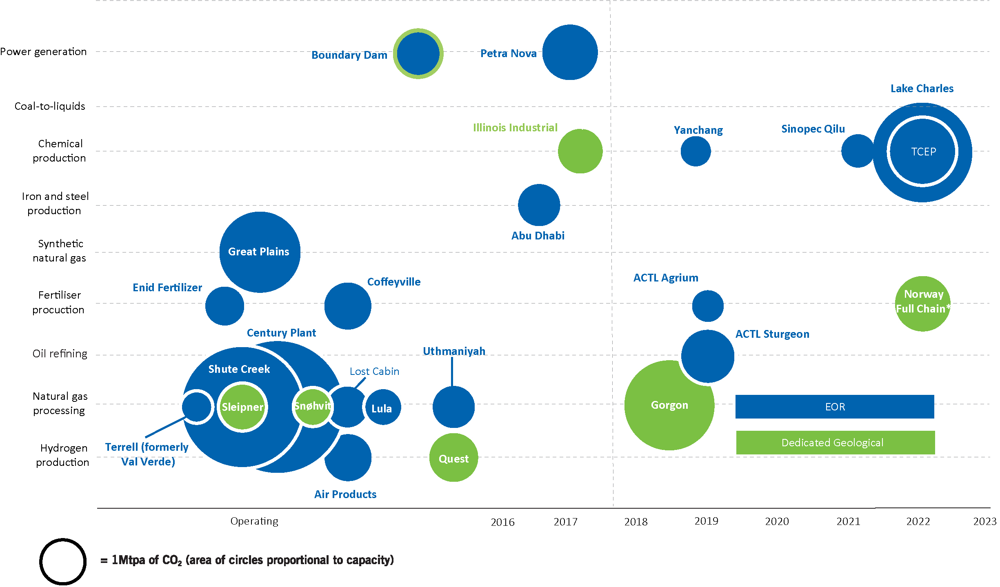 Power generation
Boundary Dam
Petra Nova
Lake Charles
Coal-to-liquids
Illinois Industrial
Yanchang
Sinopec Qilu
Chemical
production
TCEP
Iron and steel
production
Abu Dhabi
Synthetic
natural gas
Great Plains
ACTL Agrium
Enid Fertilizer
Coffeyville
Fertiliser
procuction
Norway
Full Chain*
Century Plant
ACTL Sturgeon
Oil refining
Uthmaniyah
Shute Creek
Lost Cabin
Natural gas
processing
Sleipner
Snøhvit
Lula
Gorgon
EOR
Dedicated Geological
Terrell (formerly
Val Verde)
Hydrogen
production
Quest
Air Products
Operating
2016
2017
2018
2019
2020
2021
2022
2023
= 1Mtpa of CO₂ (area of circles proportional to capacity)